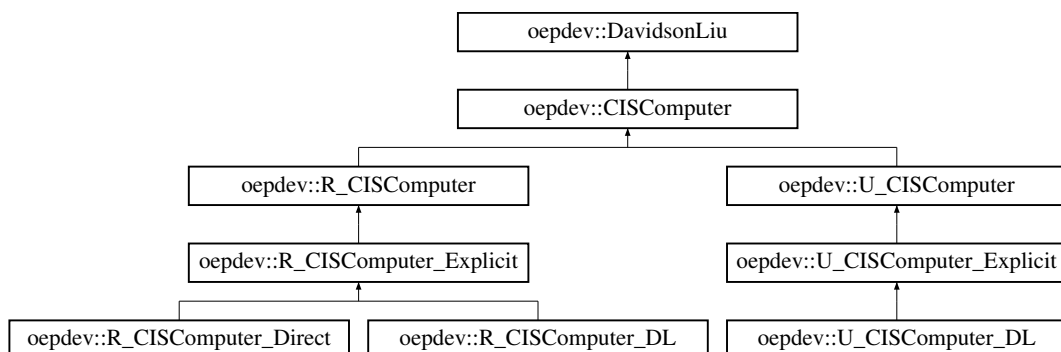 oepdev::DavidsonLiu
oepdev::CISComputer
oepdev::R_CISComputer
oepdev::U_CISComputer
oepdev::R_CISComputer_Explicit
oepdev::U_CISComputer_Explicit
oepdev::R_CISComputer_Direct
oepdev::R_CISComputer_DL
oepdev::U_CISComputer_DL